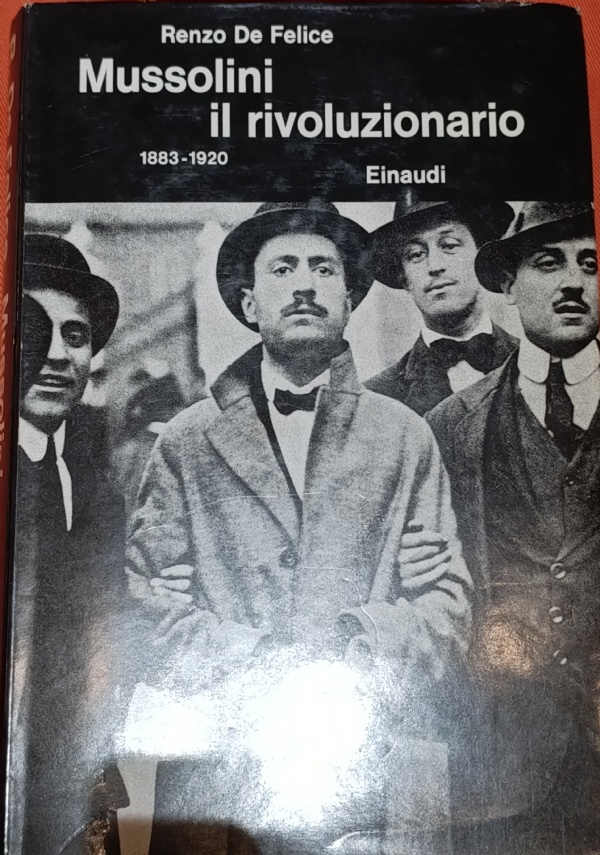 Renzo De Felice
Mussolini
il rivoluzionario
1883-1920
Einaudi